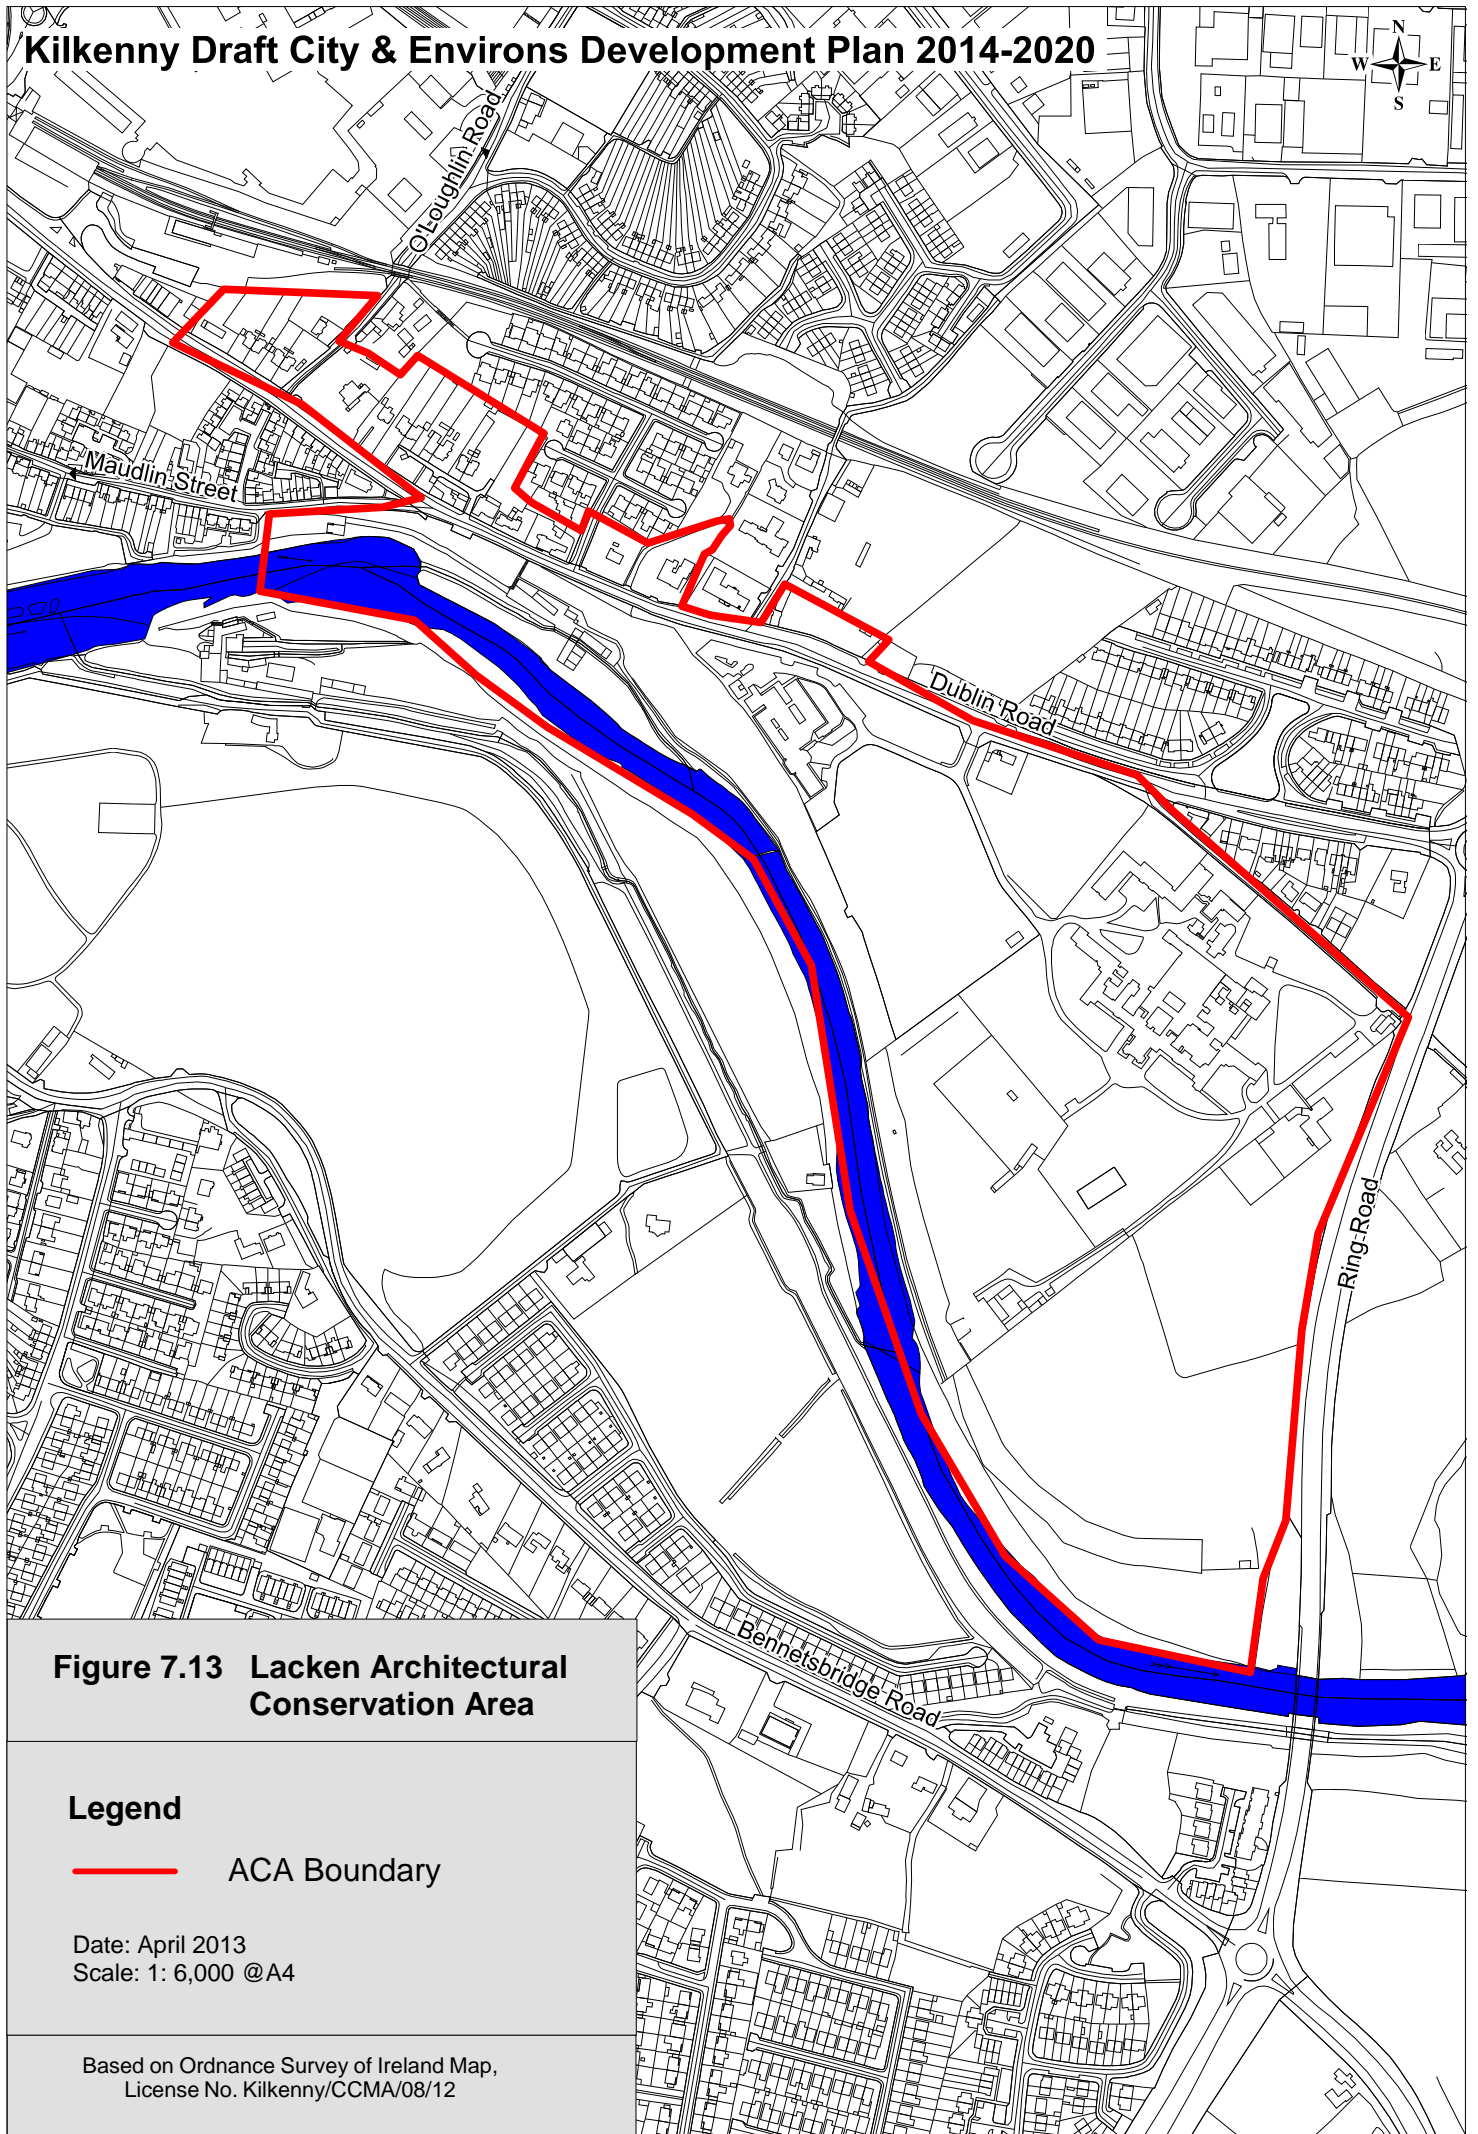 Kilkenny Draft City & Environs Development Plan 2014-2020
N
W E
S
O'Loughlin Road
Maudlin Street
Dublin Road
Ring Road
Bennetsbridge Road
Figure 7.13 Lacken Architectural
Conservation Area
Legend
ACA Boundary
Date: April 2013
Scale: 1: 6,000 @A4
Based on Ordnance Survey of Ireland Map,
License No. Kilkenny/CCMA/08/12